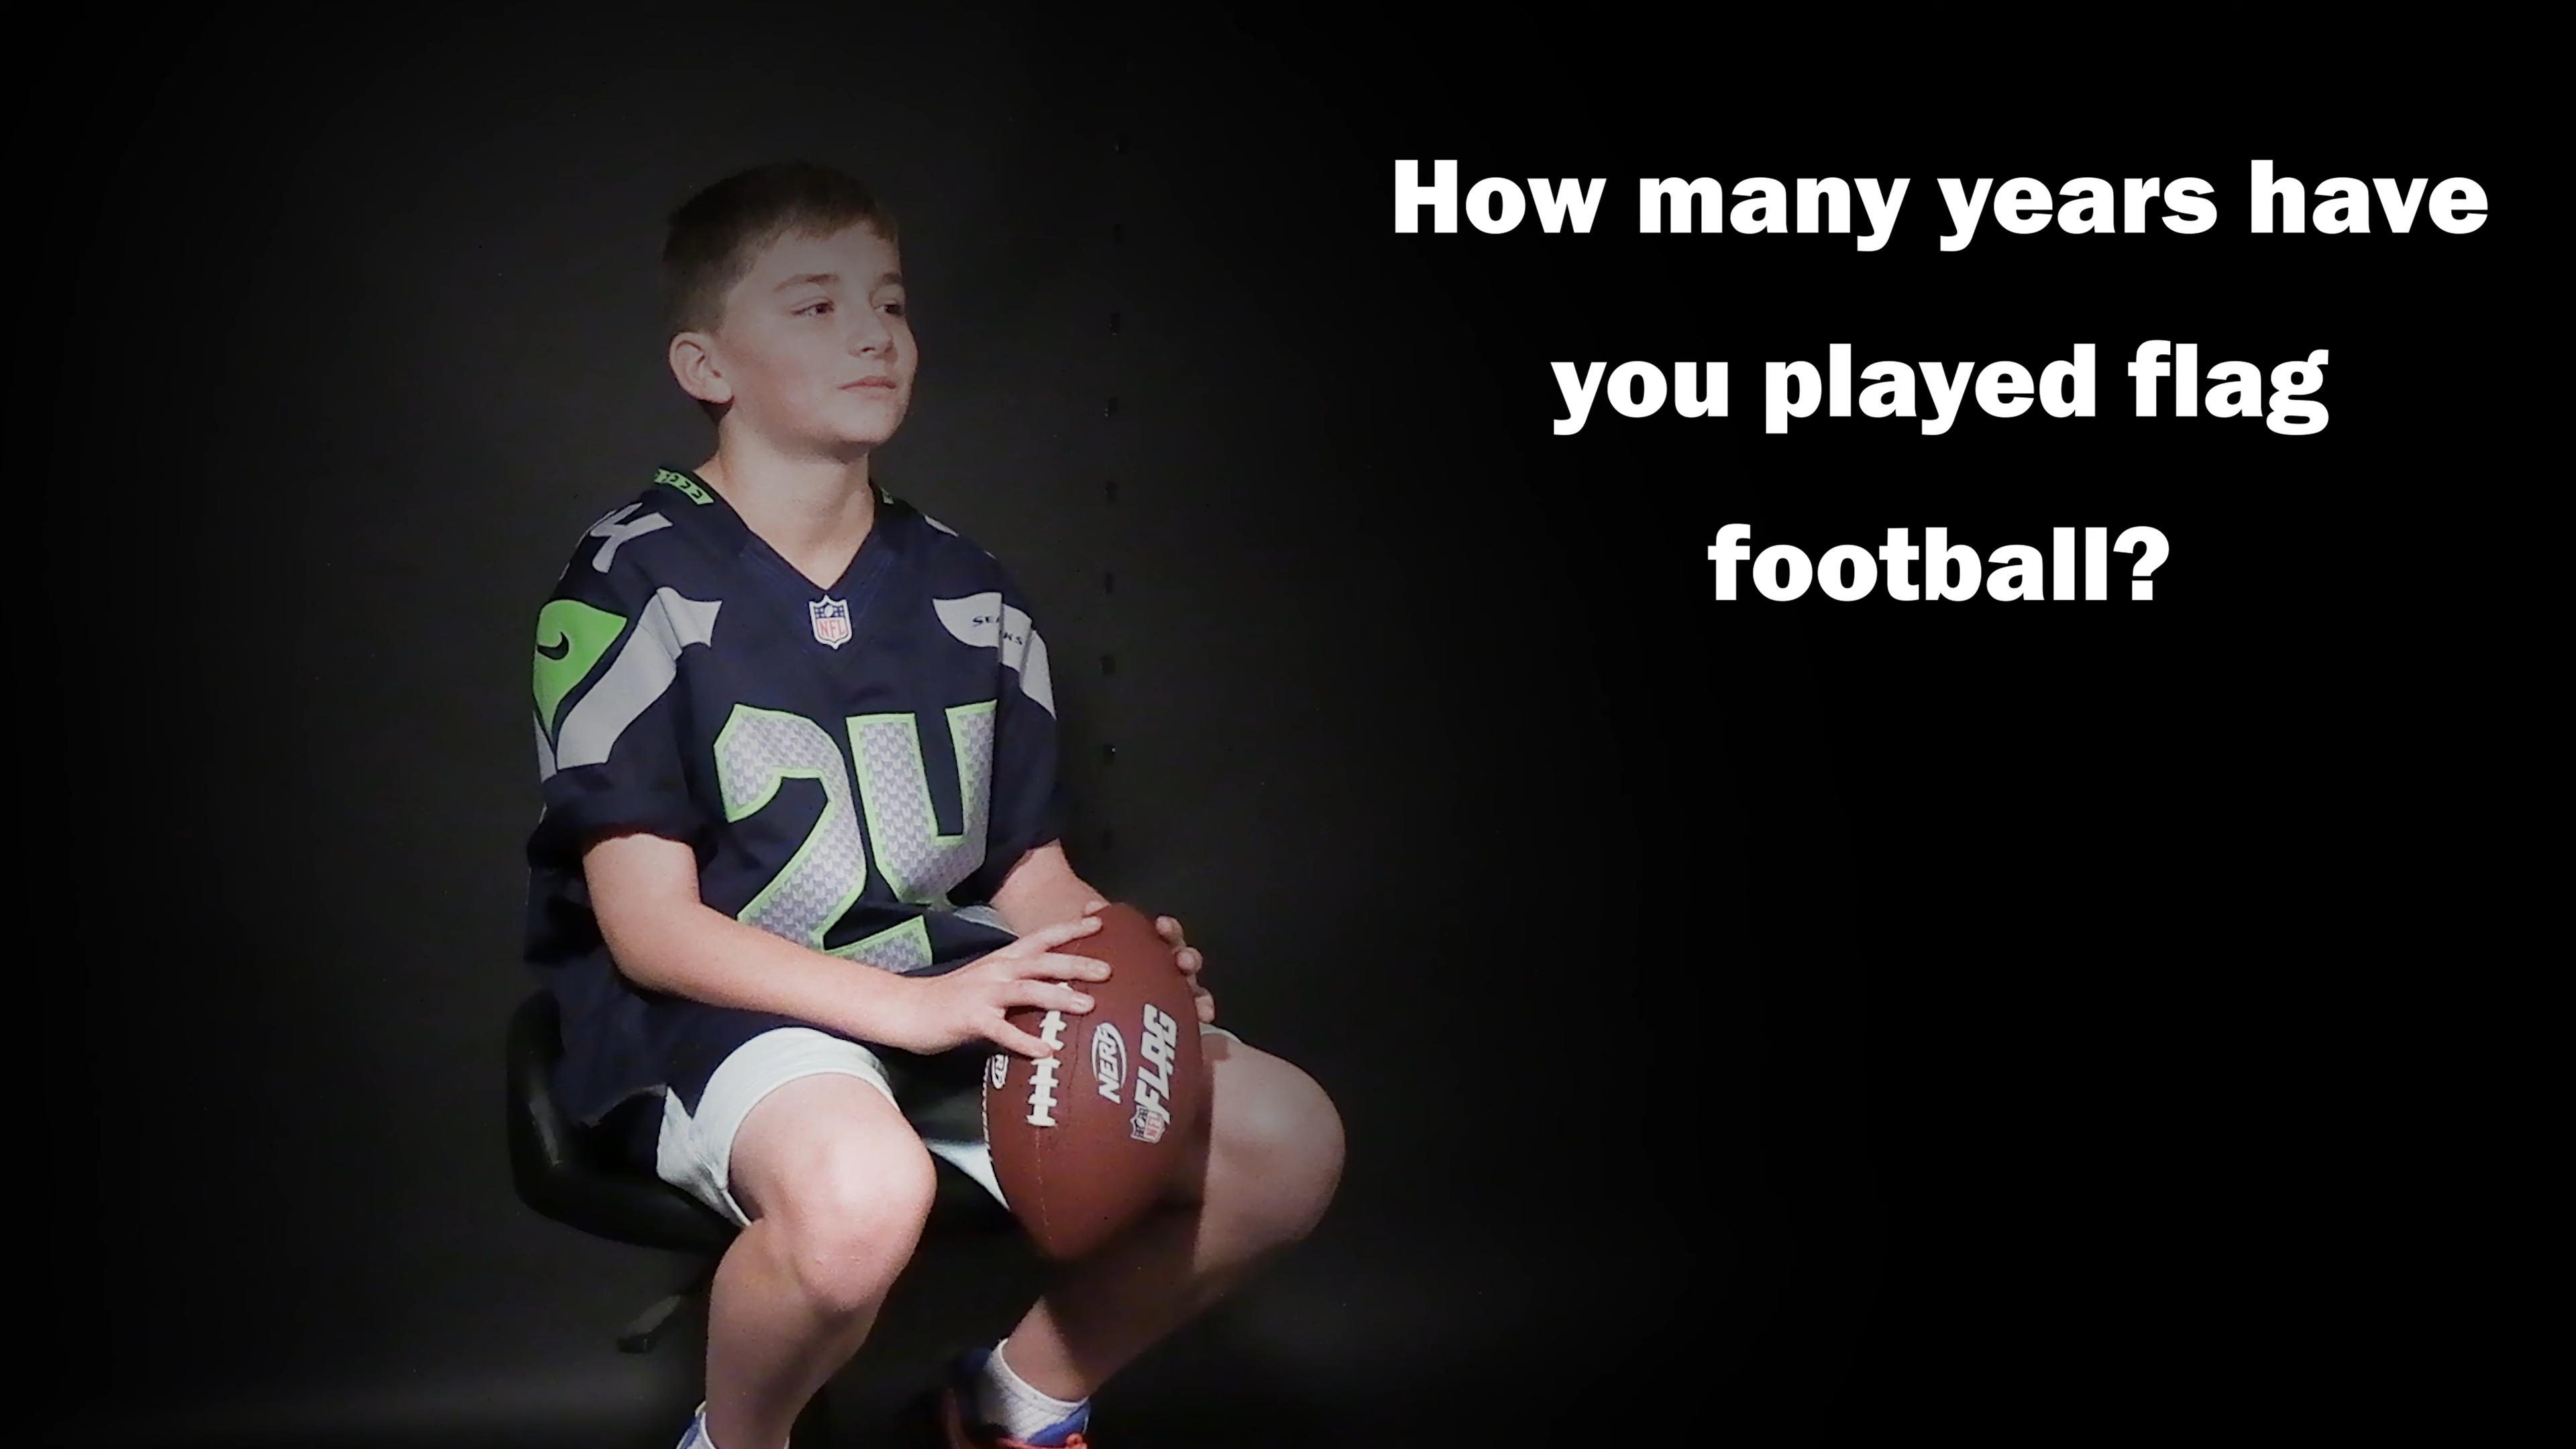 How many years have
you played flag
football?
24
NFL
24
NERF
FLAG
NFL